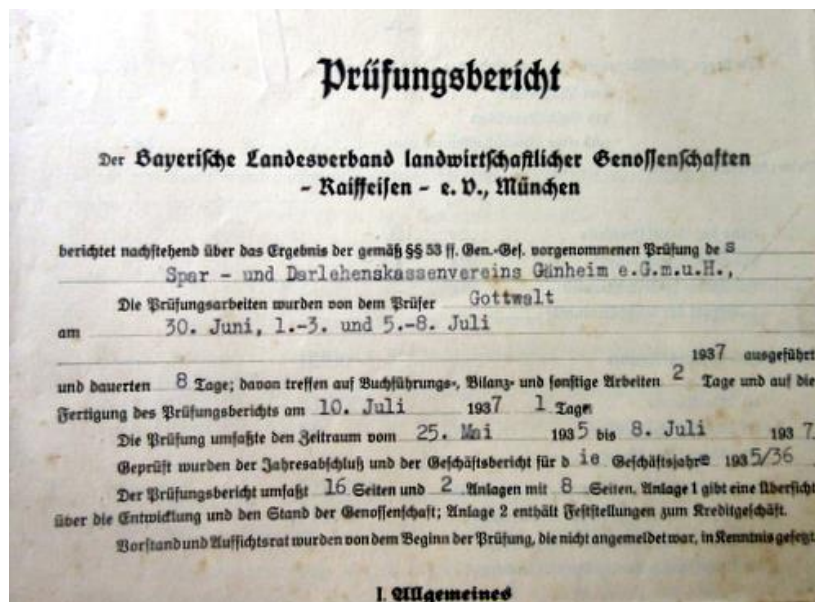 Prüfungsbericht
Der Bayerische Landesverband landwirtschaftlicher Genossenschaften
- Raiffeisen - e. V., München
berichtet nachstehend über das Ergebnis der gemäß §§ 53 ff. Gen.-Ges. vorgenommenen Prüfung de s
Spar - und Darlehenskassenvereins Gänheim e.G.m.u.H.,
Die Prüfungsarbeiten wurden von dem Prüfer Gottwalt
am 30. Juni, 1.-3. und 5.-8. Juli
1937 ausgeführt
und dauerten 8 Tage; davon treffen auf Buchführungs-, Bilanz- und sonstige Arbeiten 2 Tage und auf die
Fertigung des Prüfungsberichts am 10. Juli 1937 1 Tage
Die Prüfung umfaßte den Zeitraum vom 25. Mai 1935 bis 8. Juli 1937.
Geprüft wurden der Jahresabschluß und der Geschäftsbericht für d ie Geschäftsjahre 1935/36.
Der Prüfungsbericht umfaßt 16 Seiten und 2 Anlagen mit 8 Seiten. Anlage 1 gibt eine Übersicht
über die Entwicklung und den Stand der Genossenschaft; Anlage 2 enthält Feststellungen zum Kreditgeschäft.
Vorstand und Aufsichtsrat wurden von dem Beginn der Prüfung, die nicht angemeldet war, in Kenntnis gesetzt
I. Allgemeines